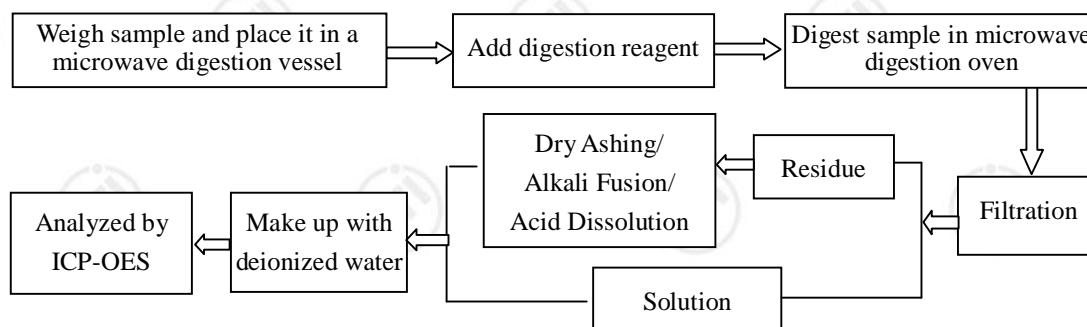 Weigh sample and place it in a
microwave digestion vessel
Add digestion reagent
Digest sample in microwave
digestion oven
Dry Ashing/
Alkali Fusion/
Acid Dissolution
Residue
Filtration
Analyzed by
ICP-OES
Make up with
deionized water
Solution